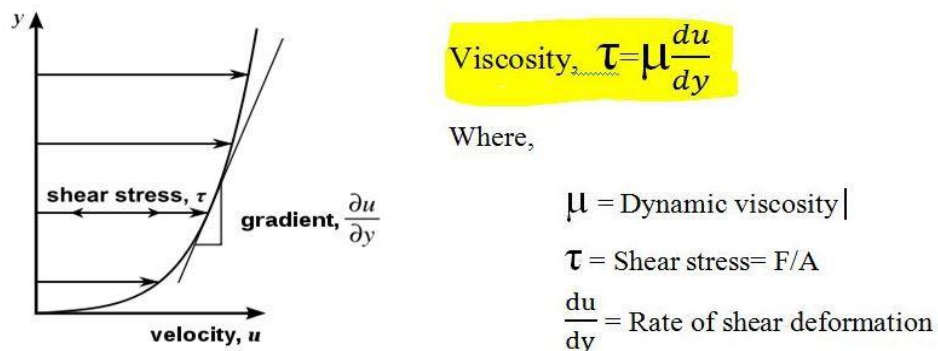 y
shear stress, τ
gradient, ∂u/∂y
velocity, u
Viscosity, τ=μ du/dy
Where,
μ = Dynamic viscosity
τ = Shear stress= F/A
du/dy = Rate of shear deformation